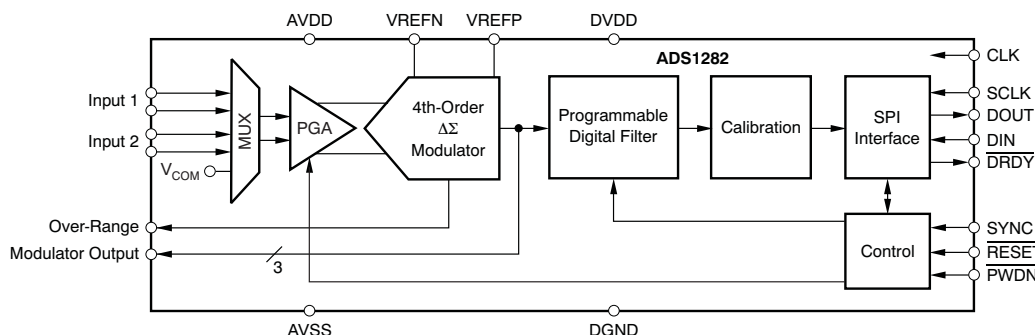 AVDD VREFN VREFP DVDD
ADS1282
CLK
Input 1
Input 2
MUX
PGA
4th-Order
ΔΣ
Modulator
Programmable
Digital Filter
Calibration
SPI
Interface
SCLK
DOUT
DIN
DRDY
VCOM
Over-Range
Modulator Output
3
Control
SYNC
RESET
PWDN
AVSS DGND